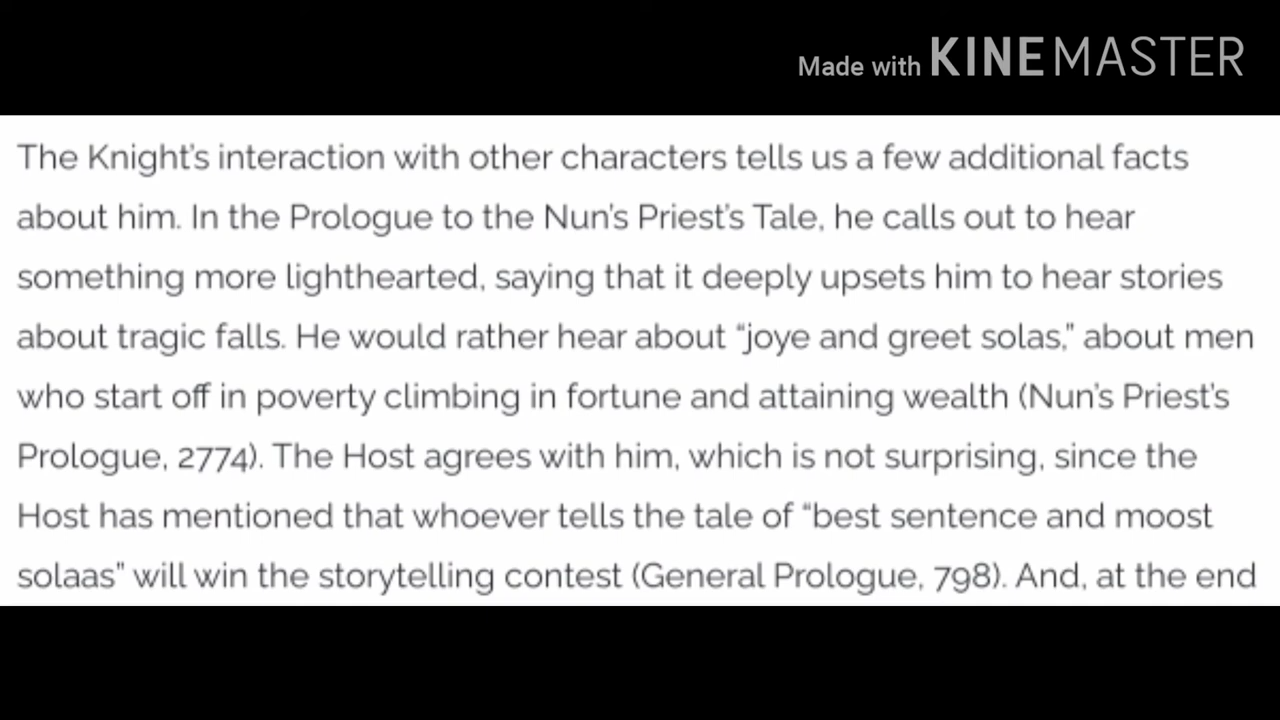 Made with KINEMASTER
The Knight's interaction with other characters tells us a few additional facts
about him. In the Prologue to the Nun's Priest's Tale, he calls out to hear
something more lighthearted, saying that it deeply upsets him to hear stories
about tragic falls. He would rather hear about “joye and greet solas,” about men
who start off in poverty climbing in fortune and attaining wealth (Nun's Priest's
Prologue, 2774). The Host agrees with him, which is not surprising, since the
Host has mentioned that whoever tells the tale of “best sentence and moost
solaas” will win the storytelling contest (General Prologue, 798). And, at the end